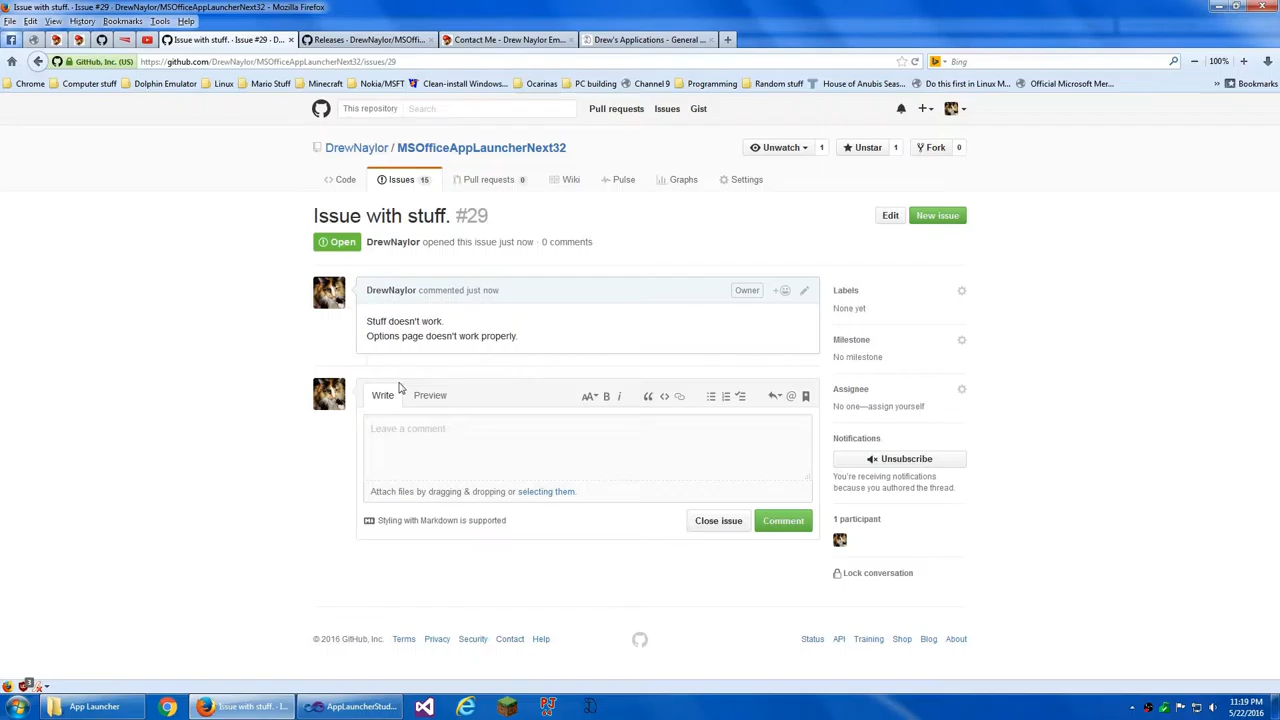 Issue with stuff. · Issue #29 · DrewNaylor/MSOfficeAppLauncherNext32 - Mozilla Firefox
File Edit View History Bookmarks Tools Help
Issue with stuff. · Issue #29 · D... × Releases · DrewNaylor/MSOffi... × Contact Me - Drew Naylor Em... × Drew's Applications - General ... ×
GitHub, Inc. (US) https://github.com/DrewNaylor/MSOfficeAppLauncherNext32/issues/29 Bing 100%
Chrome Computer stuff Dolphin Emulator Linux Mario Stuff Minecraft Nokia/MSFT Clean-install Windows... Ocarinas PC building Channel 9 Programming Random stuff House of Anubis Seas... Do this first in Linux M... Official Microsoft Mer... » Bookmarks
This repository Search Pull requests Issues Gist
DrewNaylor / MSOfficeAppLauncherNext32 Unwatch 1 Unstar 1 Fork 0
Code Issues 15 Pull requests 0 Wiki Pulse Graphs Settings
Issue with stuff. #29 Edit New issue
Open DrewNaylor opened this issue just now · 0 comments
DrewNaylor commented just now Owner
Stuff doesn't work.
Options page doesn't work properly.
Labels
None yet
Milestone
No milestone
Assignee
No one—assign yourself
Notifications
Unsubscribe
You're receiving notifications
because you authored the thread.
1 participant
Lock conversation
Write Preview AA B i
Leave a comment
Attach files by dragging & dropping or selecting them.
Styling with Markdown is supported Close issue Comment
© 2016 GitHub, Inc. Terms Privacy Security Contact Help Status API Training Shop Blog About
3
App Launcher Issue with stuff. · I... AppLauncherStud... 11:19 PM
5/22/2016